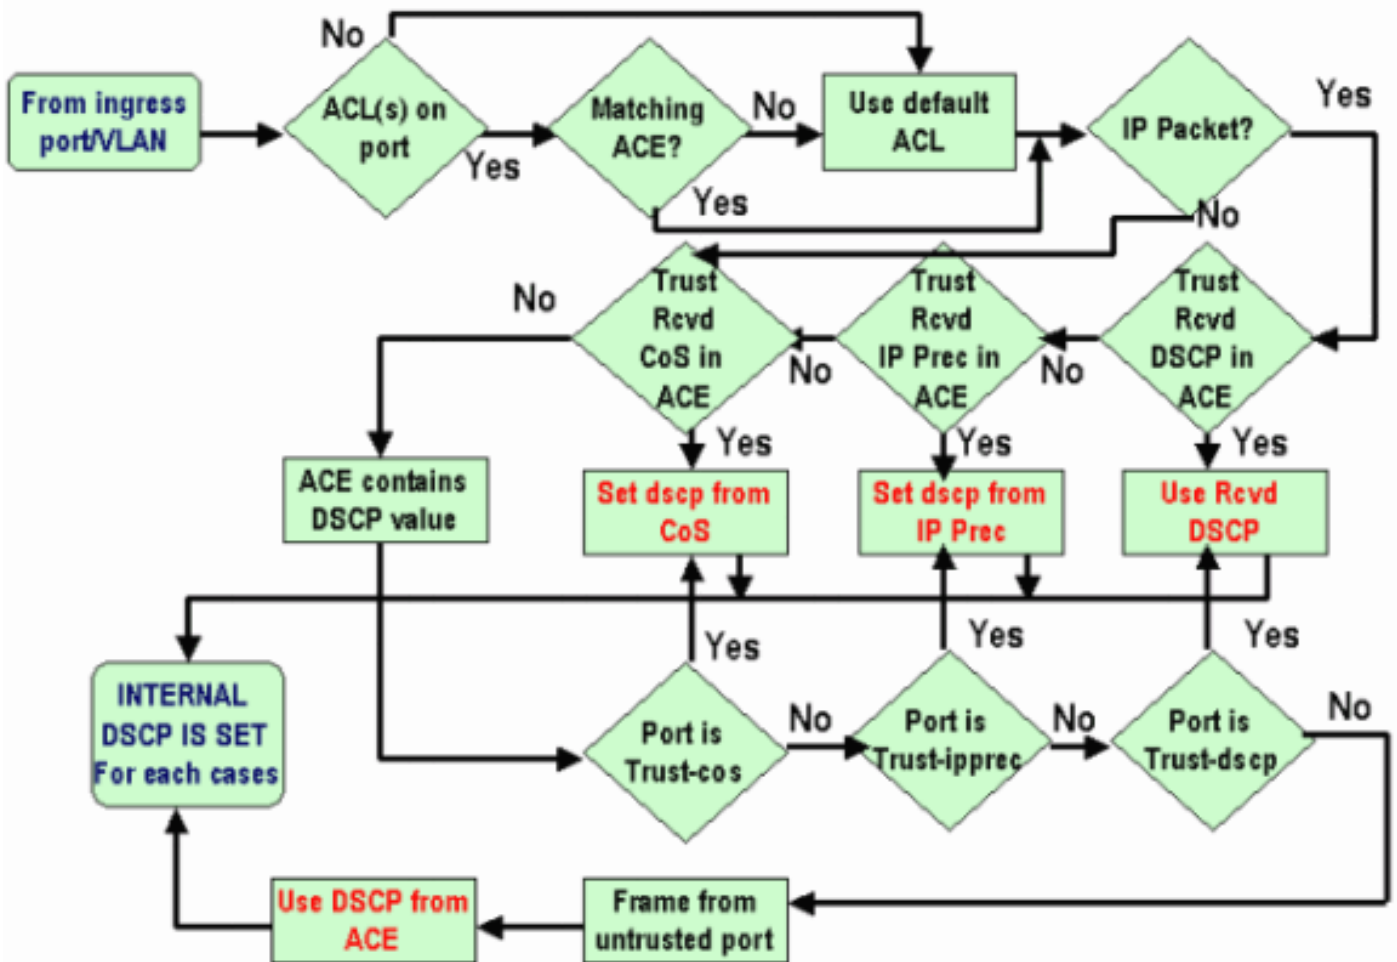 No
From ingress
port/VLAN
ACL(s) on
port
Yes
Matching
ACE?
No
Yes
Use default
ACL
IP Packet?
Yes
No
Trust
Rcvd
CoS in
ACE
No
Yes
Trust
Rcvd
IP Prec in
ACE
No
Yes
Trust
Rcvd
DSCP in
ACE
No
Yes
ACE contains
DSCP value
Set dscp from
CoS
Set dscp from
IP Prec
Use Rcvd
DSCP
INTERNAL
DSCP IS SET
For each cases
Yes
Port is
Trust-cos
No
Yes
Port is
Trust-ipprec
No
Yes
Port is
Trust-dscp
No
Use DSCP from
ACE
Frame from
untrusted port